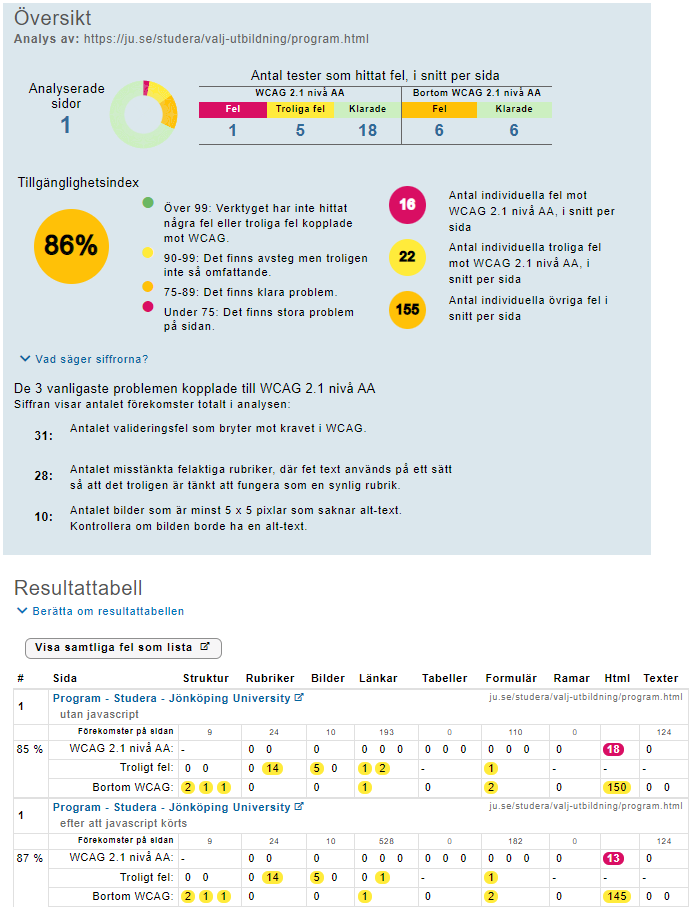 Översikt
Analys av: https://ju.se/studera/valj-utbildning/program.html
Analyserade
sidor
1
Antal tester som hittat fel, i snitt per sida
WCAG 2.1 nivå AA Bortom WCAG 2.1 nivå AA
Fel Troliga fel Klarade Fel Klarade
1 5 18 6 6
Tillgänglighetsindex
86%
Över 99: Verktyget har inte hittat
några fel eller troliga fel kopplade
mot WCAG.
90-99: Det finns avsteg men troligen
inte så omfattande.
75-89: Det finns klara problem.
Under 75: Det finns stora problem
på sidan.
16 Antal individuella fel mot
WCAG 2.1 nivå AA, i snitt per
sida
22 Antal individuella troliga fel
mot WCAG 2.1 nivå AA, i
snitt per sida
155 Antal individuella övriga fel i
snitt per sida
Vad säger siffrorna?
De 3 vanligaste problemen kopplade till WCAG 2.1 nivå AA
Siffran visar antalet förekomster totalt i analysen:
31: Antalet valideringsfel som bryter mot kravet i WCAG.
28: Antalet misstänkta felaktiga rubriker, där fet text används på ett sätt
så att det troligen är tänkt att fungera som en synlig rubrik.
10: Antalet bilder som är minst 5 x 5 pixlar som saknar alt-text.
Kontrollera om bilden borde ha en alt-text.
Resultattabell
Berätta om resultattabellen
Visa samtliga fel som lista
# Sida Struktur Rubriker Bilder Länkar Tabeller Formulär Ramar Html Texter
1 Program - Studera - Jönköping University ju.se/studera/valj-utbildning/program.html
utan javascript
Förekomster på sidan 9 24 10 193 0 110 0 124
85 % WCAG 2.1 nivå AA: - 0 0 0 0 0 0 0 0 0 0 0 0 0 18 0
Troligt fel: 0 0 0 14 5 0 1 2 - 1 - - -
Bortom WCAG: 2 1 1 0 0 1 0 2 0 150 0 0
1 Program - Studera - Jönköping University ju.se/studera/valj-utbildning/program.html
efter att javascript körts
Förekomster på sidan 9 24 10 528 0 182 0 124
87 % WCAG 2.1 nivå AA: - 0 0 0 0 0 0 0 0 0 0 0 0 0 13 0
Troligt fel: 0 0 0 14 5 0 0 1 - 1 - - -
Bortom WCAG: 2 1 1 0 0 1 0 2 0 145 0 0